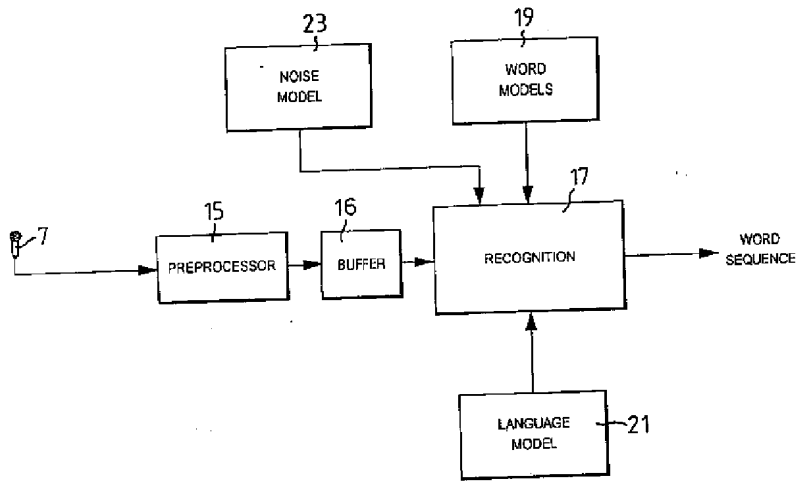 23
NOISE
MODEL
19
WORD
MODELS
7
15
PREPROCESSOR
16
BUFFER
17
RECOGNITION
WORD
SEQUENCE
LANGUAGE
MODEL
21